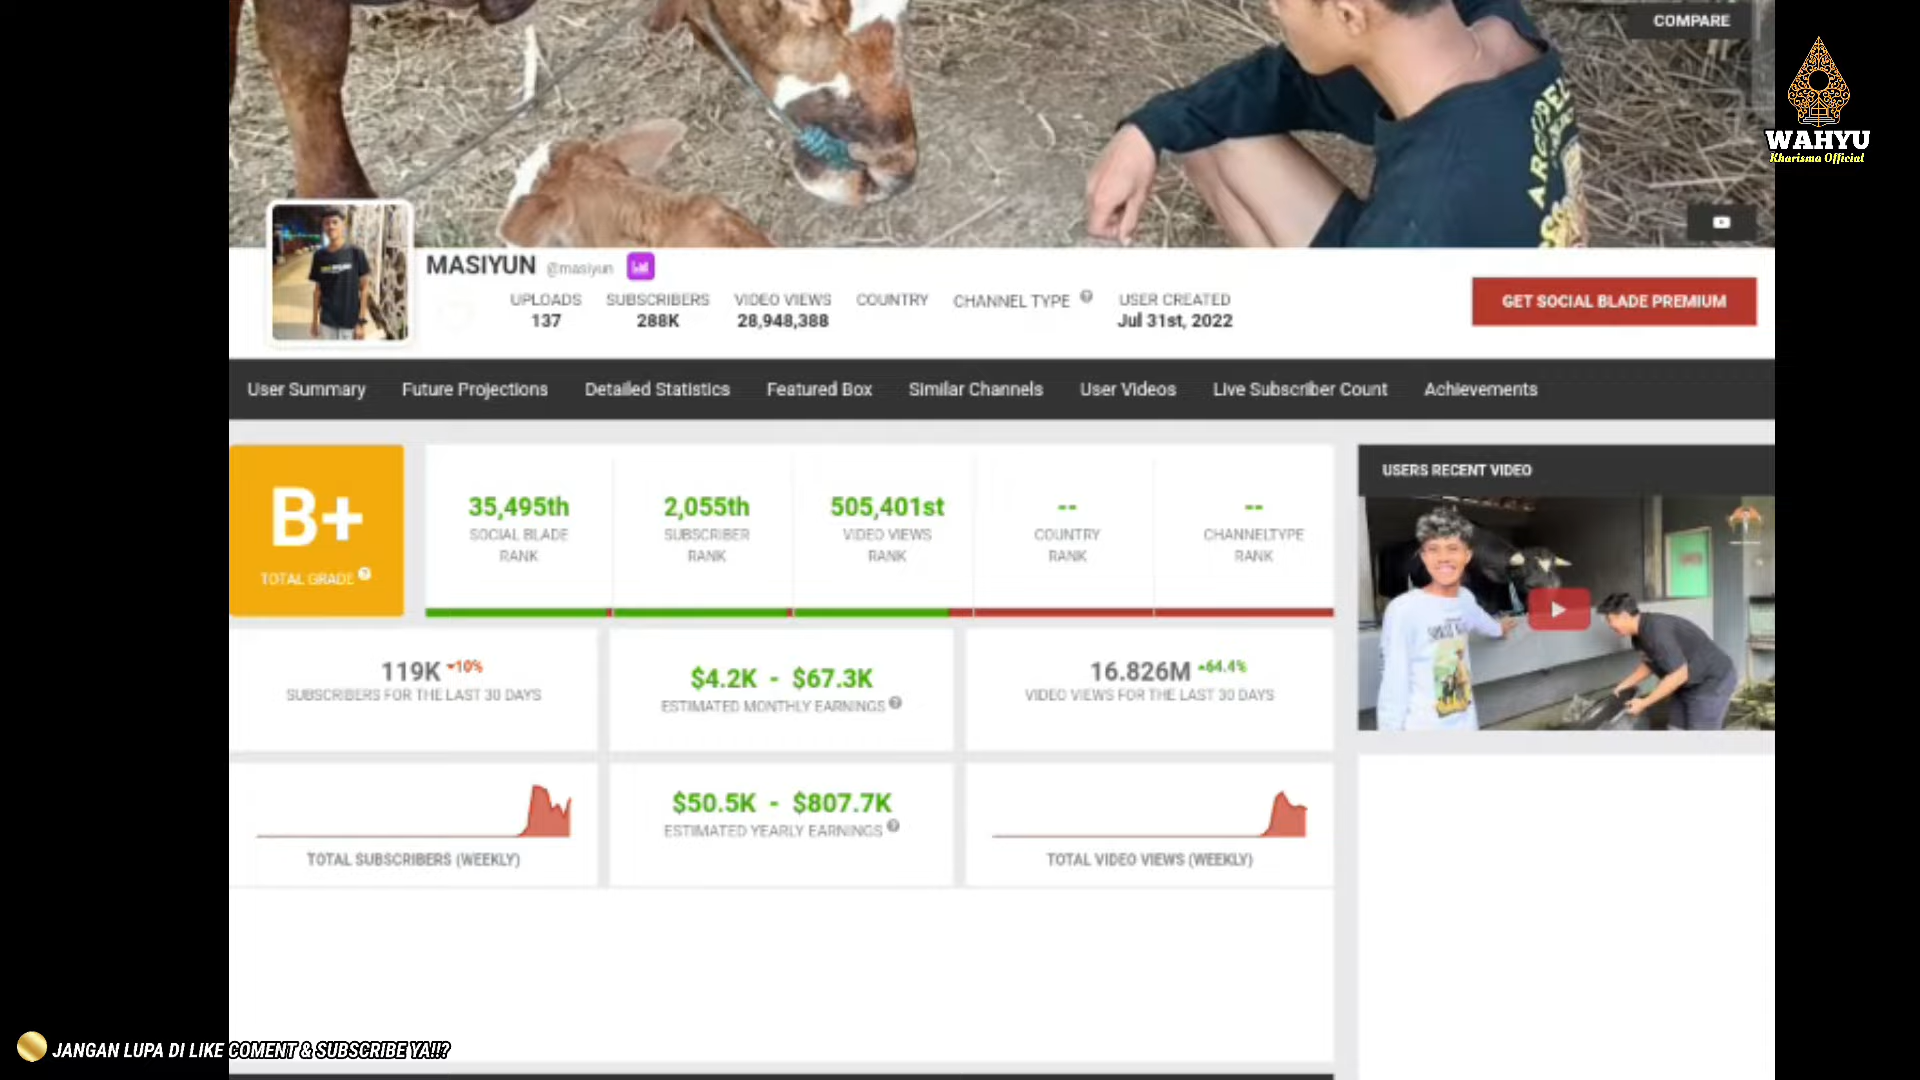 COMPARE
WAHYU
Kharisma Official
MASIYUN @masiyun
UPLOADS SUBSCRIBERS VIDEO VIEWS COUNTRY CHANNEL TYPE USER CREATED
137 288K 28,948,388 Jul 31st, 2022
GET SOCIAL BLADE PREMIUM
User Summary Future Projections Detailed Statistics Featured Box Similar Channels User Videos Live Subscriber Count Achievements
B+
TOTAL GRADE
35,495th 2,055th 505,401st -- --
SOCIAL BLADE SUBSCRIBER VIDEO VIEWS COUNTRY CHANNELTYPE
RANK RANK RANK RANK RANK
USERS RECENT VIDEO
119K 10% $4.2K - $67.3K 16.826M 64.4%
SUBSCRIBERS FOR THE LAST 30 DAYS ESTIMATED MONTHLY EARNINGS VIDEO VIEWS FOR THE LAST 30 DAYS
$50.5K - $807.7K
ESTIMATED YEARLY EARNINGS
TOTAL SUBSCRIBERS (WEEKLY) TOTAL VIDEO VIEWS (WEEKLY)
JANGAN LUPA DI LIKE COMENT & SUBSCRIBE YA!!?